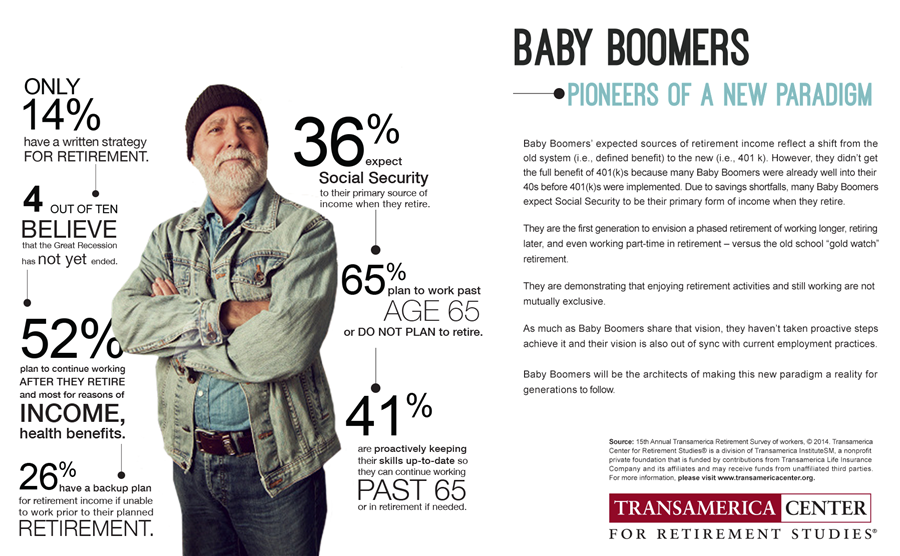 ONLY
14%
have a written strategy
FOR RETIREMENT.
4 OUT OF TEN
BELIEVE
that the Great Recession
has not yet ended.
52%
plan to continue working
AFTER THEY RETIRE
and most for reasons of
INCOME,
health benefits.
26%
have a backup plan
for retirement income if unable
to work prior to their planned
RETIREMENT.
36%
expect
Social Security
to their primary source of
income when they retire.
65%
plan to work past
AGE 65
or DO NOT PLAN to retire.
41%
are proactively keeping
their skills up-to-date so
they can continue working
PAST 65
or in retirement if needed.
BABY BOOMERS
PIONEERS OF A NEW PARADIGM
Baby Boomers' expected sources of retirement income reflect a shift from the
old system (i.e., defined benefit) to the new (i.e., 401 k). However, they didn't get
the full benefit of 401(k)s because many Baby Boomers were already well into their
40s before 401(k)s were implemented. Due to savings shortfalls, many Baby Boomers
expect Social Security to be their primary form of income when they retire.
They are the first generation to envision a phased retirement of working longer, retiring
later, and even working part-time in retirement – versus the old school "gold watch"
retirement.
They are demonstrating that enjoying retirement activities and still working are not
mutually exclusive.
As much as Baby Boomers share that vision, they haven't taken proactive steps
achieve it and their vision is also out of sync with current employment practices.
Baby Boomers will be the architects of making this new paradigm a reality for
generations to follow.
Source: 15th Annual Transamerica Retirement Survey of workers, © 2014. Transamerica
Center for Retirement Studies® is a division of Transamerica InstituteSM, a nonprofit
private foundation that is funded by contributions from Transamerica Life Insurance
Company and its affiliates and may receive funds from unaffiliated third parties.
For more information, please visit www.transamericacenter.org.
TRANSAMERICA CENTER
FOR RETIREMENT STUDIES®